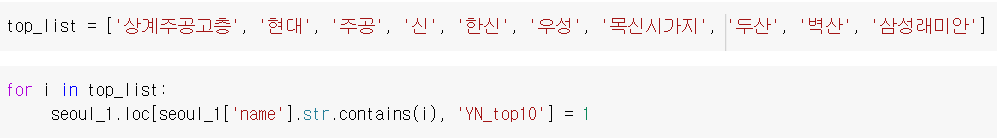 top_list = ['상계주공고층', '현대', '주공', '신', '한신', '우성', '목신시가지', '두산', '벽산', '삼성래미안']
for i in top_list:
    seoul_1.loc[seoul_1['name'].str.contains(i), 'YN_top10'] = 1